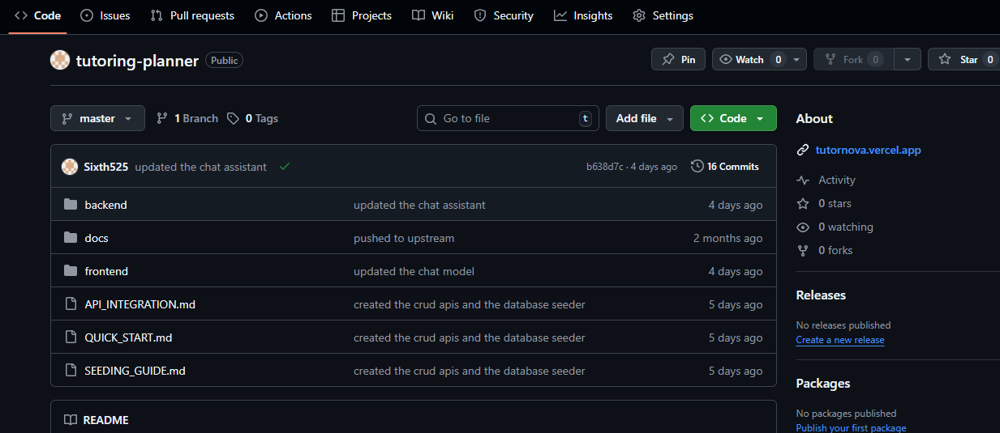 Code Issues Pull requests Actions Projects Wiki Security Insights Settings
tutoring-planner Public Pin Watch 0 Fork 0 Star 0
master 1 Branch 0 Tags Go to file t Add file Code
Sixth525 updated the chat assistant b638d7c · 4 days ago 16 Commits
backend updated the chat assistant 4 days ago
docs pushed to upstream 2 months ago
frontend updated the chat model 4 days ago
API_INTEGRATION.md created the crud apis and the database seeder 5 days ago
QUICK_START.md created the crud apis and the database seeder 5 days ago
SEEDING_GUIDE.md created the crud apis and the database seeder 5 days ago
README
About
tutornova.vercel.app
Activity
0 stars
0 watching
0 forks
Releases
No releases published
Create a new release
Packages
No packages published
Publish your first package